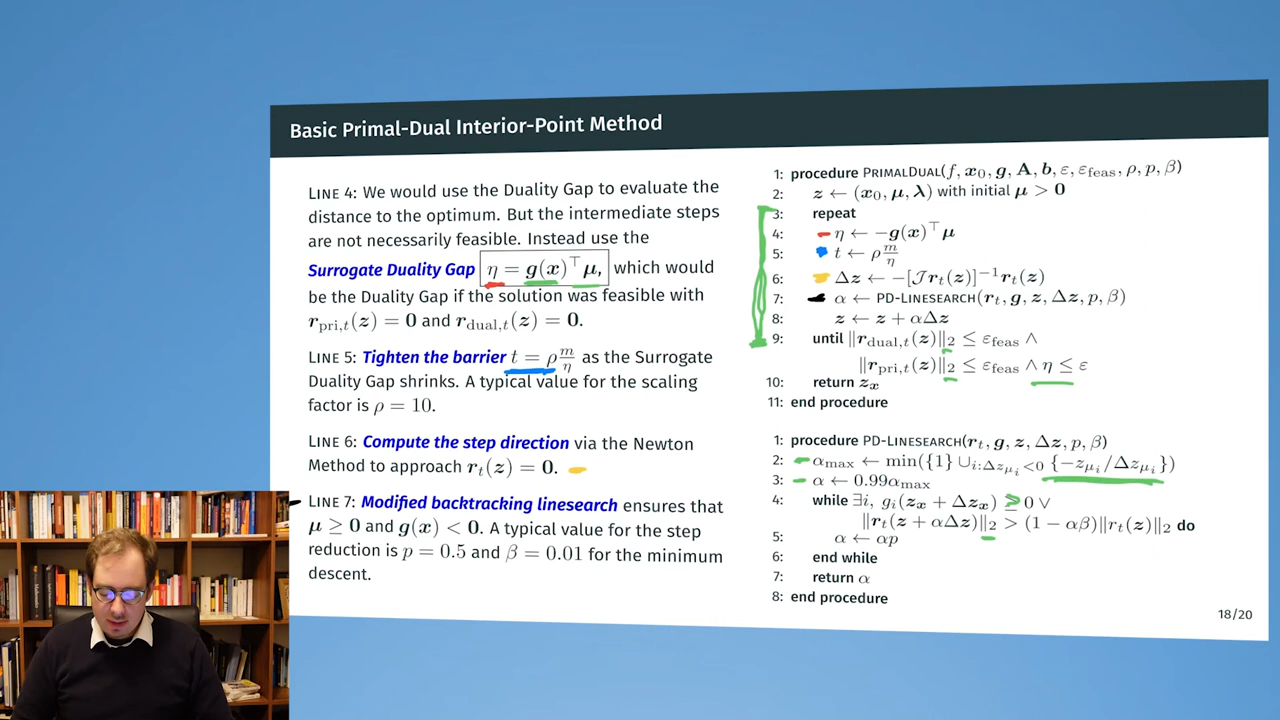 Basic Primal-Dual Interior-Point Method
LINE 4: We would use the Duality Gap to evaluate the
distance to the optimum. But the intermediate steps
are not necessarily feasible. Instead use the
Surrogate Duality Gap η = g(x)⊤μ, which would
be the Duality Gap if the solution was feasible with
r_pri,t(z) = 0 and r_dual,t(z) = 0.
LINE 5: Tighten the barrier t = ρ m/η as the Surrogate
Duality Gap shrinks. A typical value for the scaling
factor is ρ = 10.
LINE 6: Compute the step direction via the Newton
Method to approach r_t(z) = 0.
LINE 7: Modified backtracking linesearch ensures that
μ ≥ 0 and g(x) < 0. A typical value for the step
reduction is p = 0.5 and β = 0.01 for the minimum
descent.
1: procedure PRIMALDUAL(f, x₀, g, A, b, ε, ε_feas, ρ, p, β)
2: z ← (x₀, μ, λ) with initial μ > 0
3: repeat
4: η ← −g(x)⊤μ
5: t ← ρ m/η
6: Δz ← −[𝒥r_t(z)]⁻¹r_t(z)
7: α ← PD-LINESEARCH(r_t, g, z, Δz, p, β)
8: z ← z + αΔz
9: until ‖r_dual,t(z)‖₂ ≤ ε_feas ∧
‖r_pri,t(z)‖₂ ≤ ε_feas ∧ η ≤ ε
10: return z_x
11: end procedure
1: procedure PD-LINESEARCH(r_t, g, z, Δz, p, β)
2: α_max ← min({1} ∪_{i:Δz_μi<0} {−z_μi/Δz_μi})
3: α ← 0.99α_max
4: while ∃i, g_i(z_x + Δz_x) ≥ 0 ∨
‖r_t(z + αΔz)‖₂ > (1 − αβ)‖r_t(z)‖₂ do
5: α ← αp
6: end while
7: return α
8: end procedure
18/20